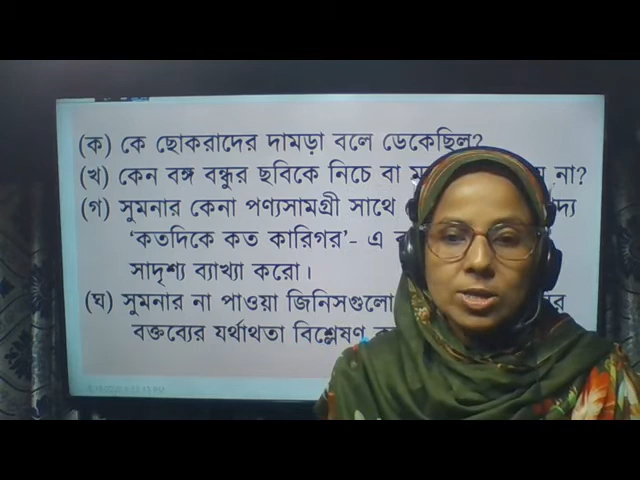 (ক) কে ছোকরাদের দামড়া বলে ডেকেছিল?
(খ) কেন বঙ্গ বন্ধুর ছবিকে নিচে বা না?
(গ) সুমনার কেনা পণ্যসামগ্রী সাথে
‘কতদিকে কত কারিগর’- এ
সাদৃশ্য ব্যাখ্যা করো।
(ঘ) সুমনার না পাওয়া জিনিসগুলো
বক্তব্যের যর্থাথতা বিশ্লেষণ